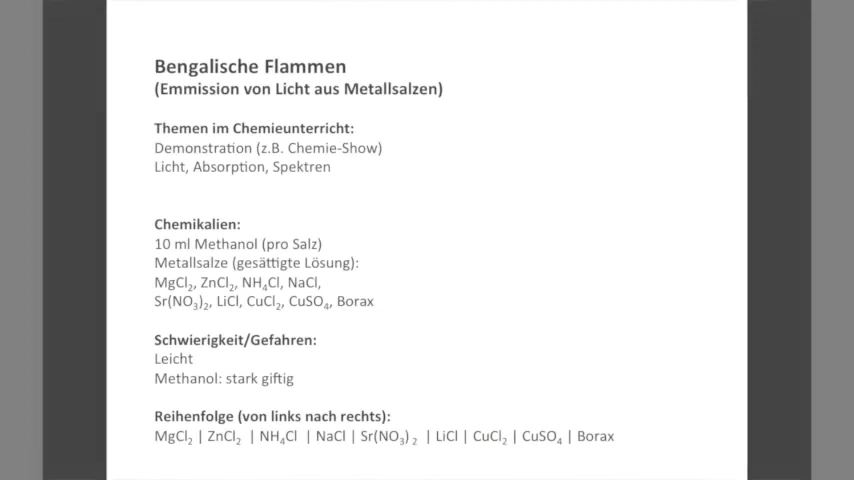 Bengalische Flammen
(Emmission von Licht aus Metallsalzen)
Themen im Chemieunterricht:
Demonstration (z.B. Chemie-Show)
Licht, Absorption, Spektren
Chemikalien:
10 ml Methanol (pro Salz)
Metallsalze (gesättigte Lösung):
MgCl₂, ZnCl₂, NH₄Cl, NaCl,
Sr(NO₃)₂, LiCl, CuCl₂, CuSO₄, Borax
Schwierigkeit/Gefahren:
Leicht
Methanol: stark giftig
Reihenfolge (von links nach rechts):
MgCl₂ | ZnCl₂ | NH₄Cl | NaCl | Sr(NO₃)₂ | LiCl | CuCl₂ | CuSO₄ | Borax